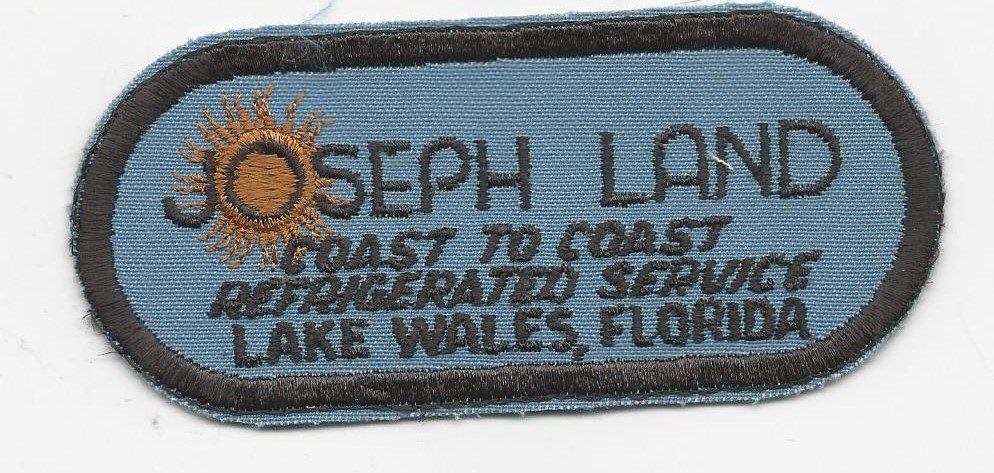 JOSEPH LAND
COAST TO COAST
REFRIGERATED SERVICE
LAKE WALES, FLORIDA